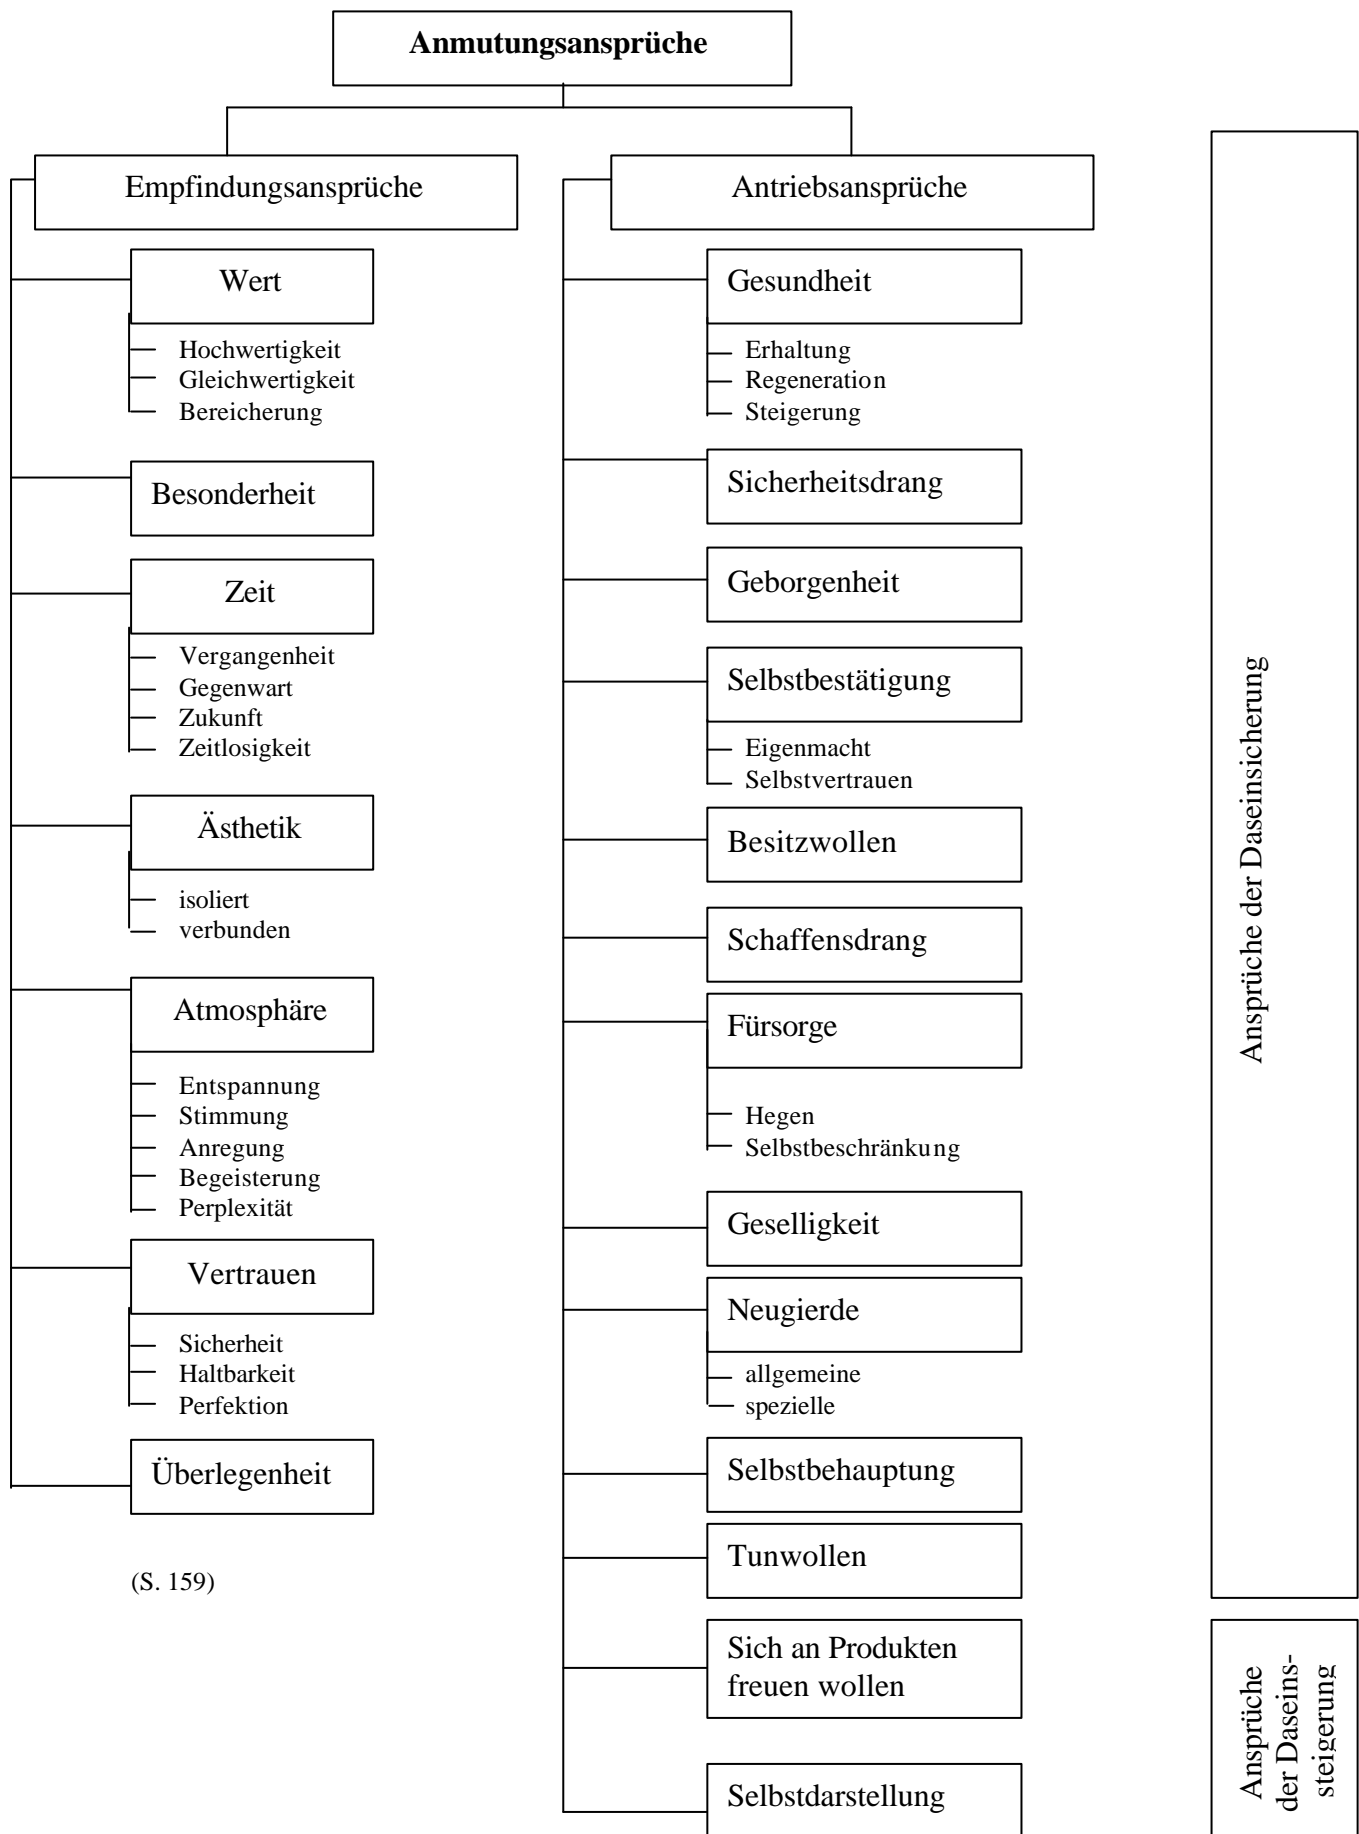 Anmutungsansprüche
Empfindungsansprüche
Wert
Hochwertigkeit
Gleichwertigkeit
Bereicherung
Besonderheit
Zeit
Vergangenheit
Gegenwart
Zukunft
Zeitlosigkeit
Ästhetik
isoliert
verbunden
Atmosphäre
Entspannung
Stimmung
Anregung
Begeisterung
Perplexität
Vertrauen
Sicherheit
Haltbarkeit
Perfektion
Überlegenheit
(S. 159)
Antriebsansprüche
Gesundheit
Erhaltung
Regeneration
Steigerung
Sicherheitsdrang
Geborgenheit
Selbstbestätigung
Eigenmacht
Selbstvertrauen
Besitzwollen
Schaffensdrang
Fürsorge
Hegen
Selbstbeschränkung
Geselligkeit
Neugierde
allgemeine
spezielle
Selbstbehauptung
Tunwollen
Sich an Produkten
freuen wollen
Selbstdarstellung
Ansprüche der Daseinsicherung
Ansprüche
der Daseins-
steigerung